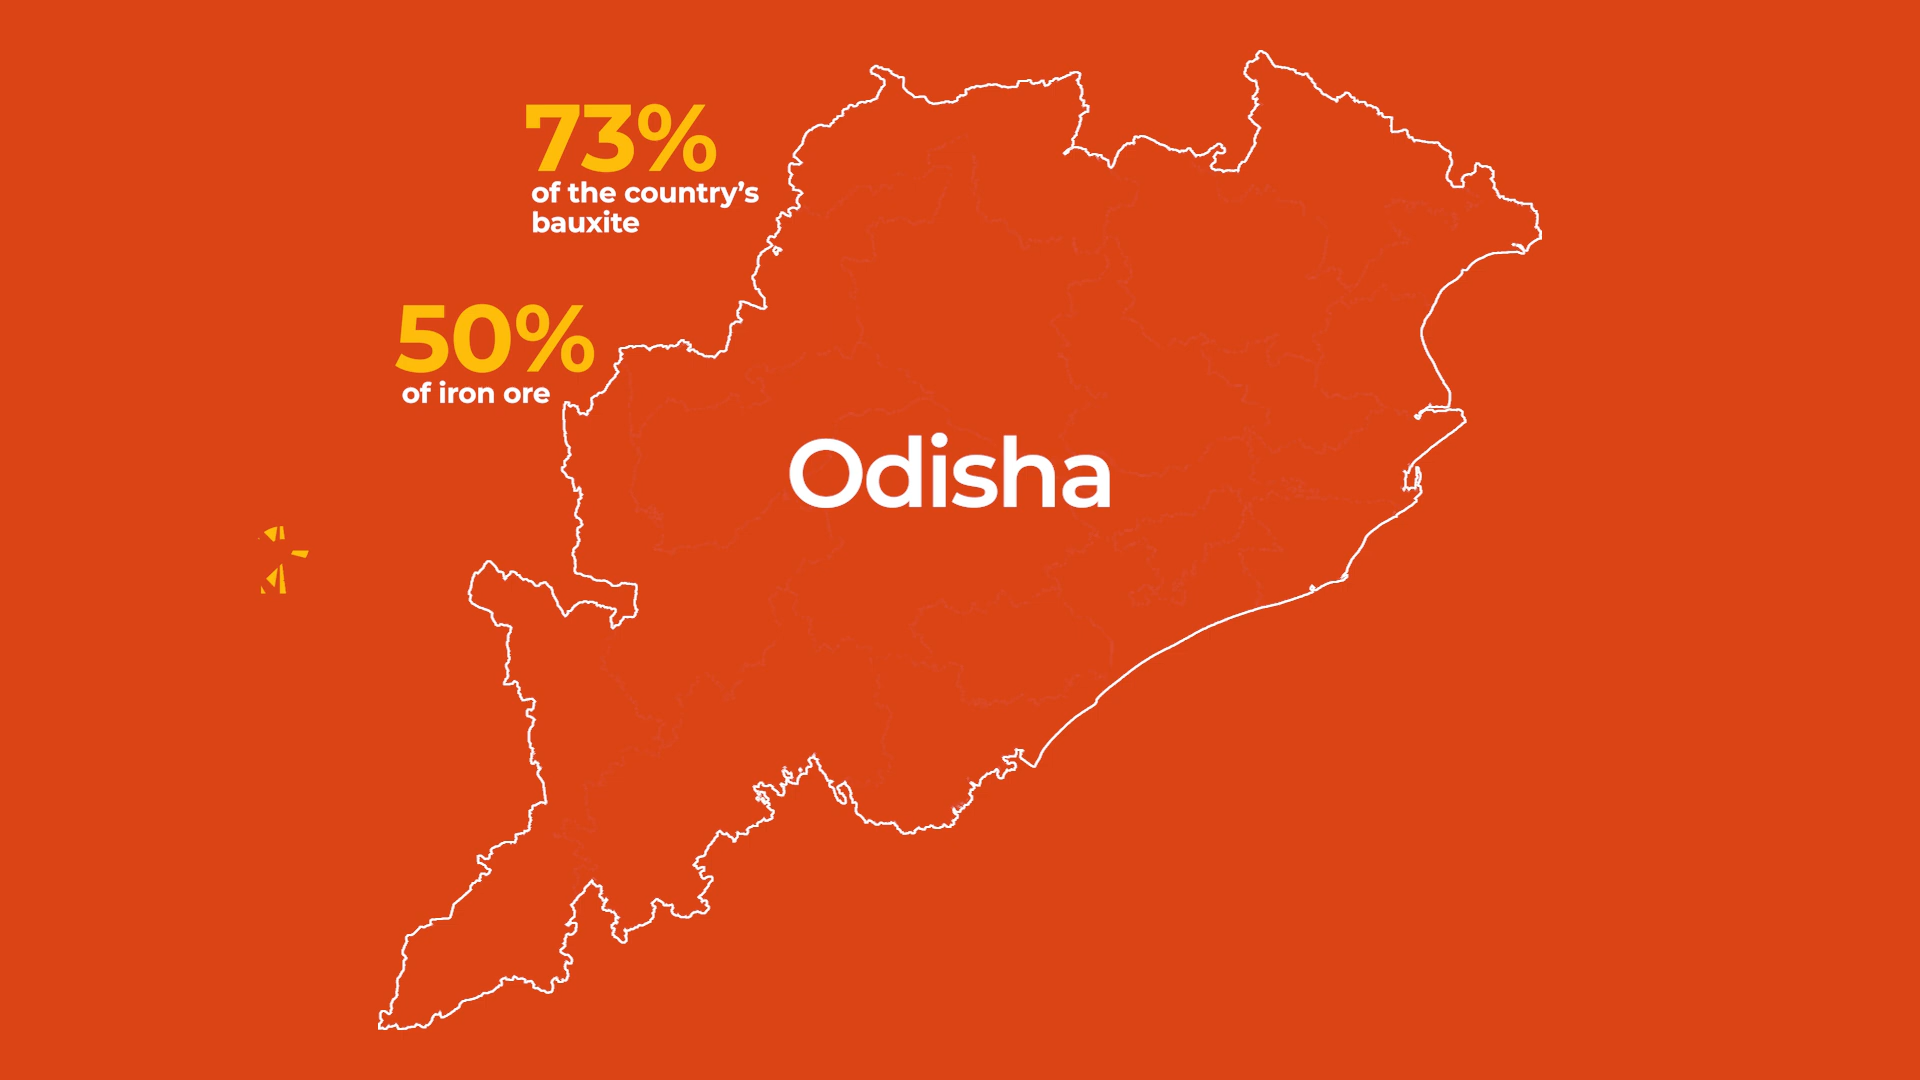 73%
of the country's
bauxite
50%
of iron ore
Odisha